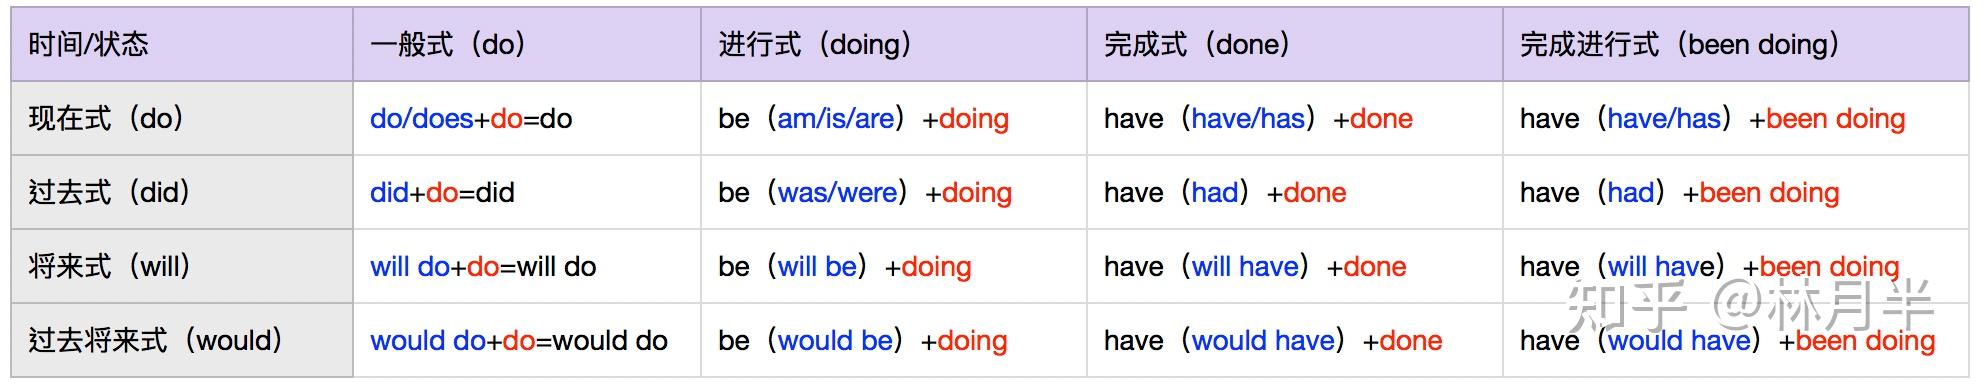 时间/状态 一般式（do） 进行式（doing） 完成式（done） 完成进行式（been doing）
现在式（do） do/does+do=do be（am/is/are）+doing have（have/has）+done have（have/has）+been doing
过去式（did） did+do=did be（was/were）+doing have（had）+done have（had）+been doing
将来式（will） will do+do=will do be（will be）+doing have（will have）+done have（will have）+been doing
过去将来式（would） would do+do=would do be（would be）+doing have（would have）+done have（would have）+been doing
知乎 @林月半